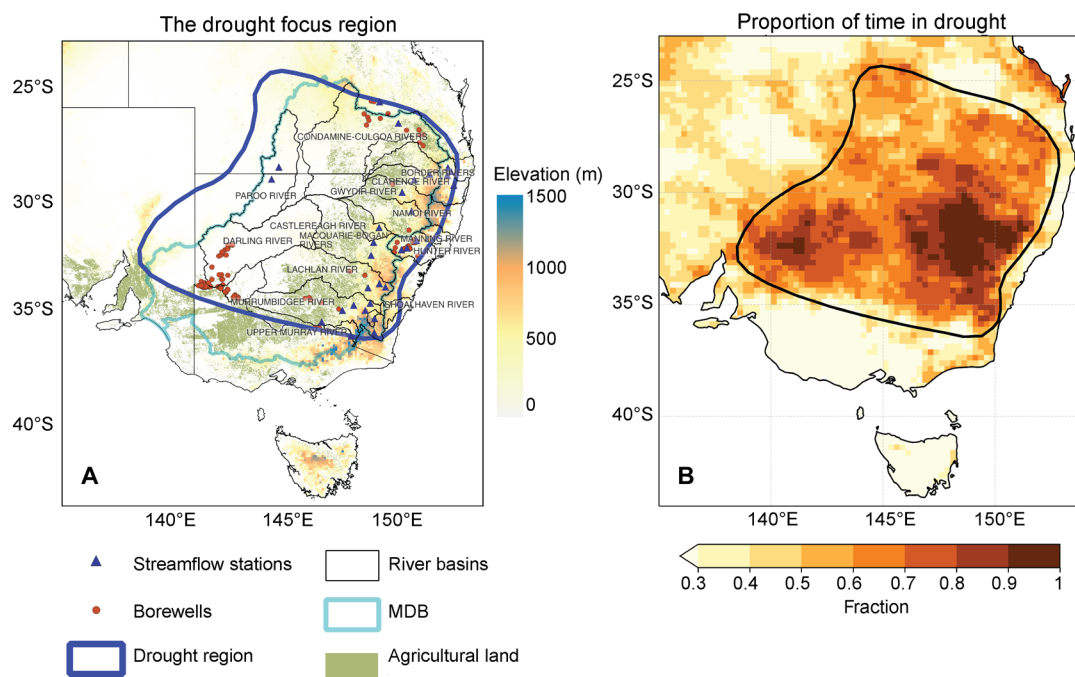 The drought focus region
25°S
30°S
35°S
40°S
140°E
145°E
150°E
CONDAMINE-CULGOA RIVERS
BORDER RIVERS
CLARENCE RIVER
GWYDIR RIVER
PAROO RIVER
NAMOI RIVER
CASTLEREAGH RIVER
MACQUARIE-BOGAN
RIVERS
MANNING RIVER
DARLING RIVER
HUNTER RIVER
LACHLAN RIVER
MURRUMBIDGEE RIVER
SHOALHAVEN RIVER
UPPER MURRAY RIVER
A
Elevation (m)
1500
1000
500
0
Streamflow stations
River basins
Borewells
MDB
Drought region
Agricultural land
Proportion of time in drought
25°S
30°S
35°S
40°S
B
140°E
145°E
150°E
0.3 0.4 0.5 0.6 0.7 0.8 0.9 1
Fraction